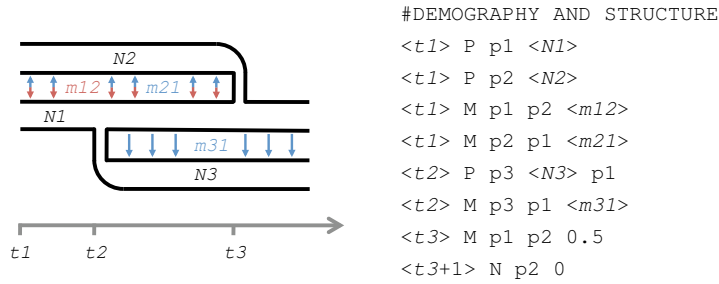 N2
m12 m21
N1
m31
N3
t1 t2 t3
#DEMOGRAPHY AND STRUCTURE
<t1> P p1 <N1>
<t1> P p2 <N2>
<t1> M p1 p2 <m12>
<t1> M p2 p1 <m21>
<t2> P p3 <N3> p1
<t2> M p3 p1 <m31>
<t3> M p1 p2 0.5
<t3+1> N p2 0